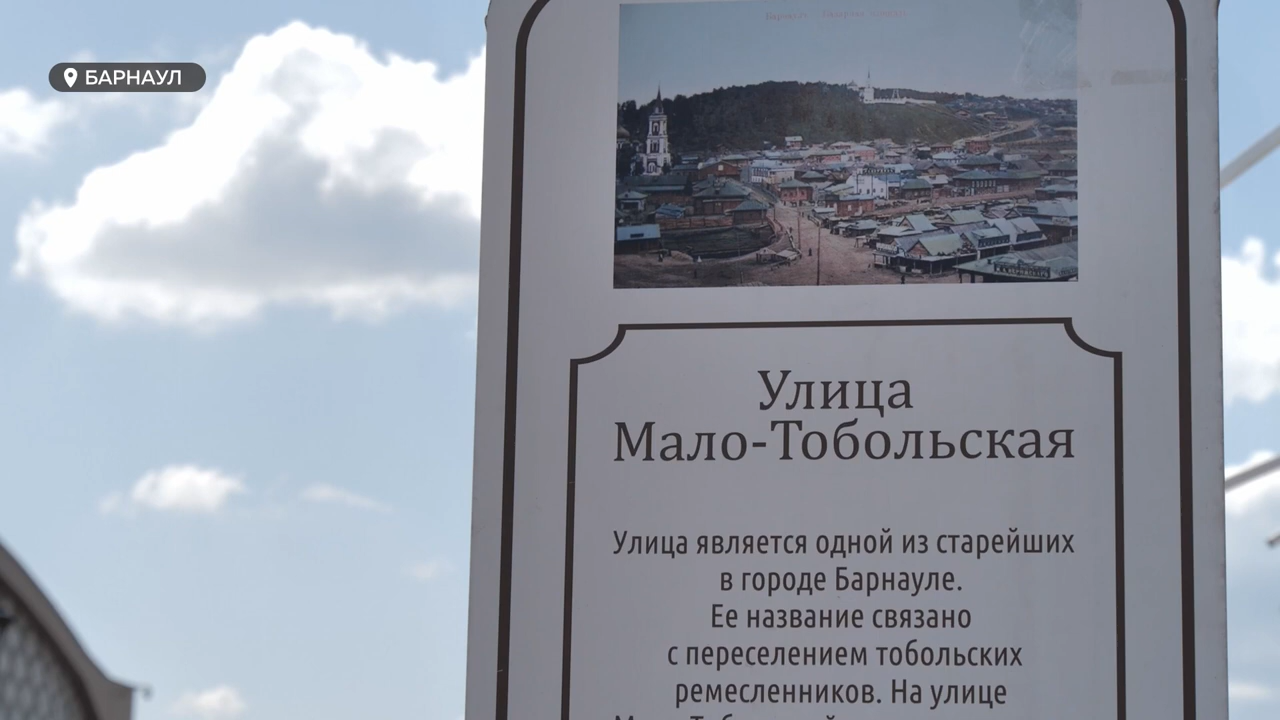 БАРНАУЛ
Улица
Мало-Тобольская
Улица является одной из старейших
в городе Барнауле.
Ее название связано
с переселением тобольских
ремесленников. На улице